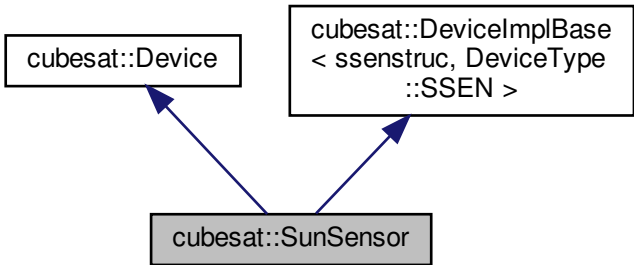 cubesat::Device
cubesat::DeviceImplBase
< ssenstruc, DeviceType
::SSEN >
cubesat::SunSensor